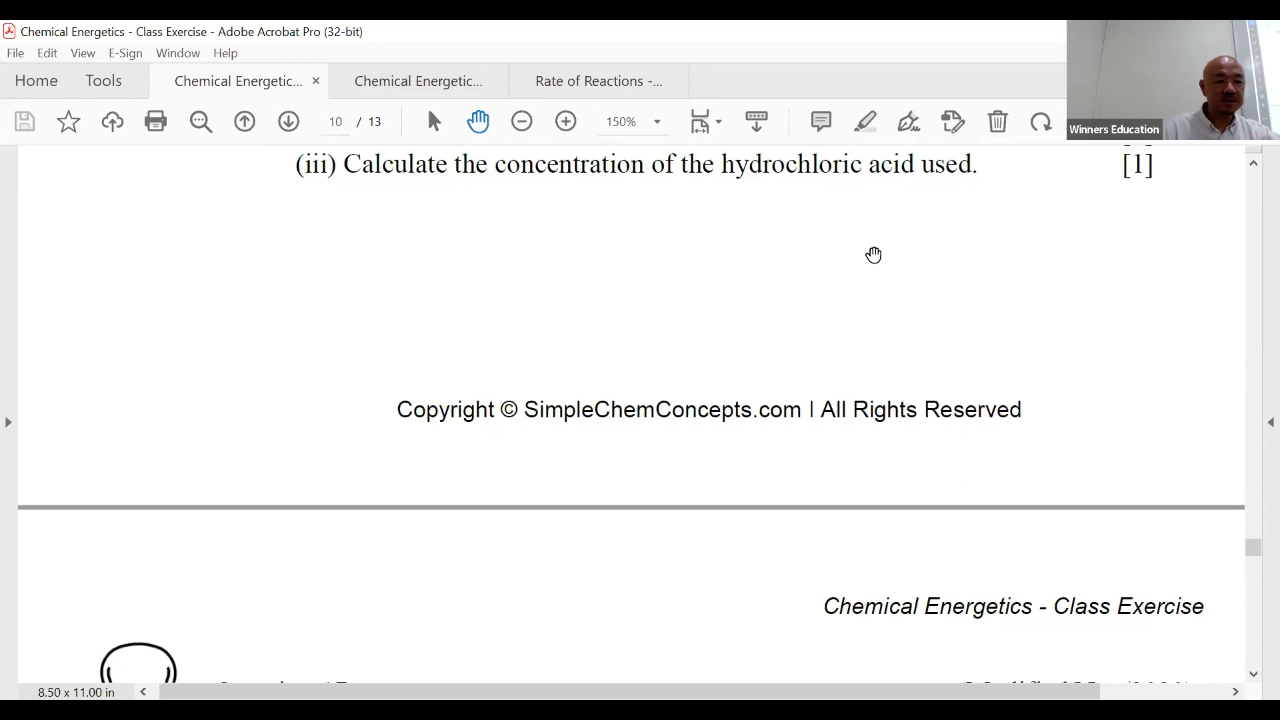 Chemical Energetics - Class Exercise - Adobe Acrobat Pro (32-bit)
File Edit View E-Sign Window Help
Home Tools Chemical Energetic... × Chemical Energetic... Rate of Reactions -...
10 / 13 150%
Winners Education
(iii) Calculate the concentration of the hydrochloric acid used. [1]
Copyright © SimpleChemConcepts.com | All Rights Reserved
Chemical Energetics - Class Exercise
8.50 x 11.00 in